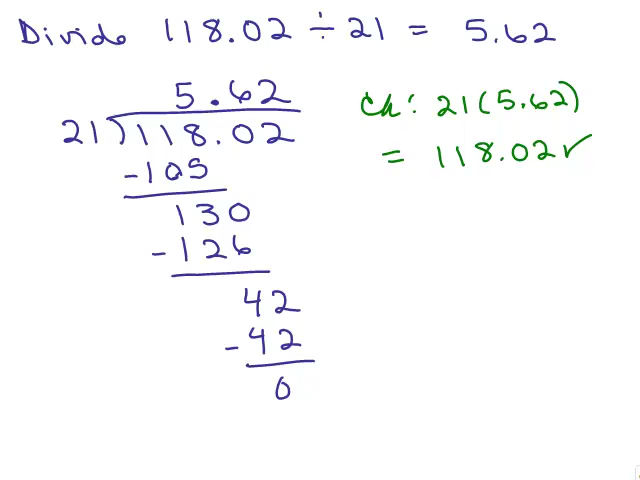 Divide 118.02 ÷ 21 = 5.62
5.62
21)118.02
-105
130
-126
42
-42
0
Ch: 21(5.62)
= 118.02 ✓